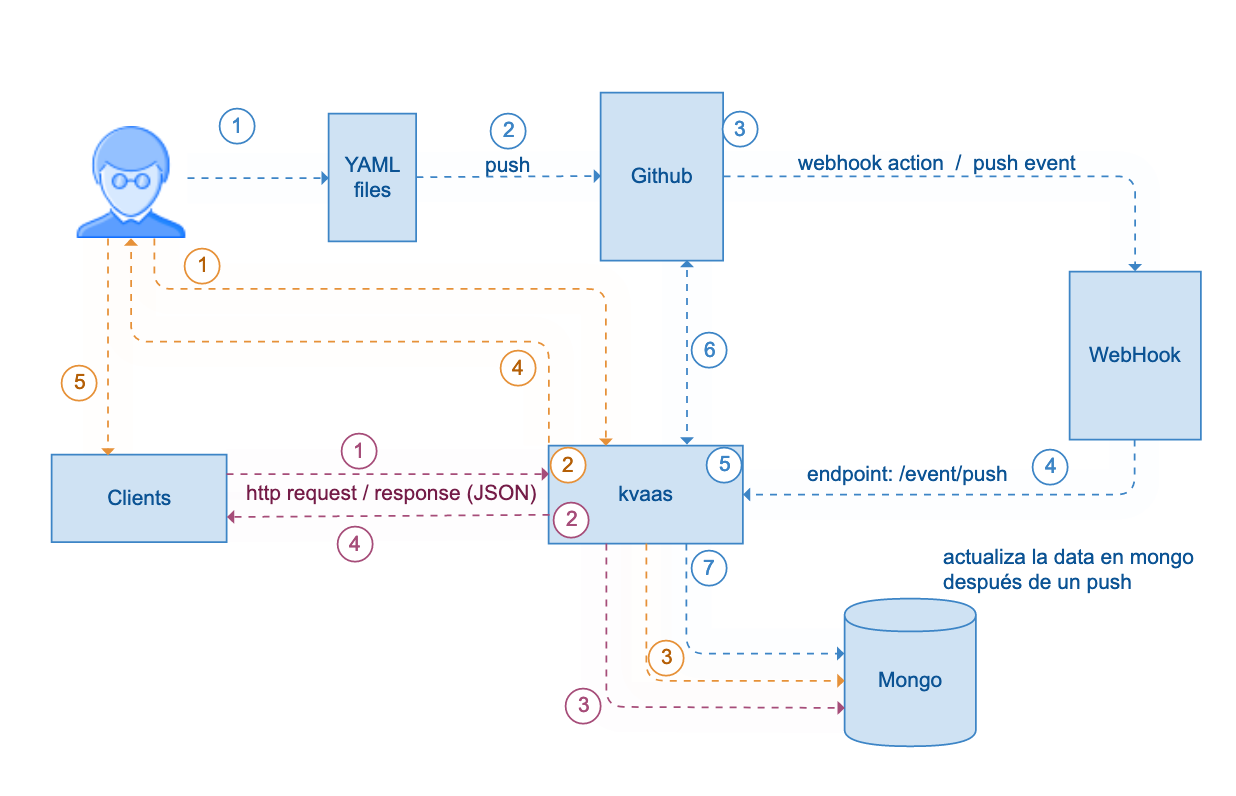 1
YAML
files
2
push
Github
3
webhook action  /  push event
1
WebHook
6
4
5
Clients
1
http request / response (JSON)
4
2
2
kvaas
5
endpoint: /event/push
4
7
actualiza la data en mongo
después de un push
3
3
Mongo